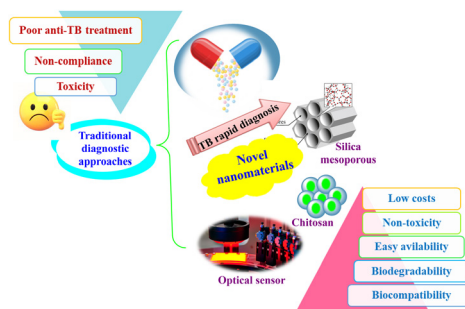 Poor anti-TB treatment
Non-compliance
Toxicity
Traditional
diagnostic
approaches
TB rapid diagnosis
Novel
nanomaterials
Silica
mesoporous
Chitosan
Optical sensor
Low costs
Non-toxicity
Easy avilability
Biodegradability
Biocompatibility